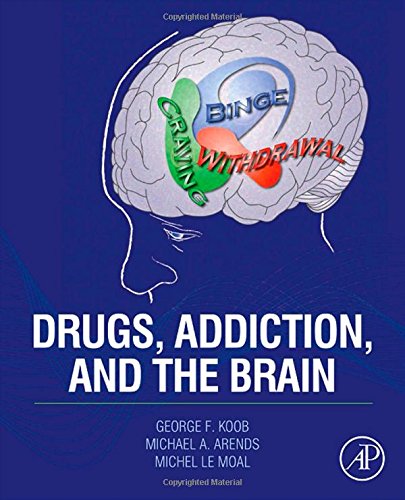 Copyrighted Material
BINGE
CRAVING
WITHDRAWAL
DRUGS, ADDICTION,
AND THE BRAIN
GEORGE F. KOOB
MICHAEL A. ARENDS
MICHEL LE MOAL
AP
Copyrighted Material